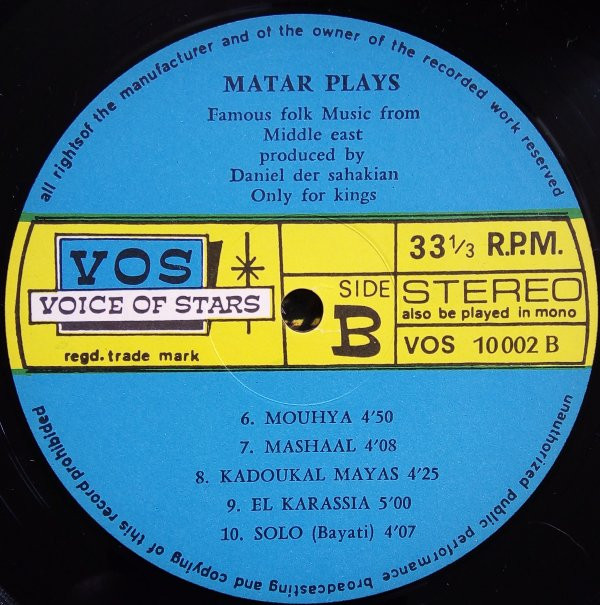 all rightsof the manufacturer and of the owner of the recorded work reserved
MATAR PLAYS
Famous folk Music from
Middle east
produced by
Daniel der sahakian
Only for kings
VOS
VOICE OF STARS
regd. trade mark
SIDE
B
33 1/3 R.P.M.
STEREO
also be played in mono
VOS 10002 B
6. MOUHYA 4'50
7. MASHAAL 4'08
8. KADOUKAL MAYAS 4'25
9. EL KARASSIA 5'00
10. SOLO (Bayati) 4'07
unauthorized public performance broadcasting and copying of this record prohibided